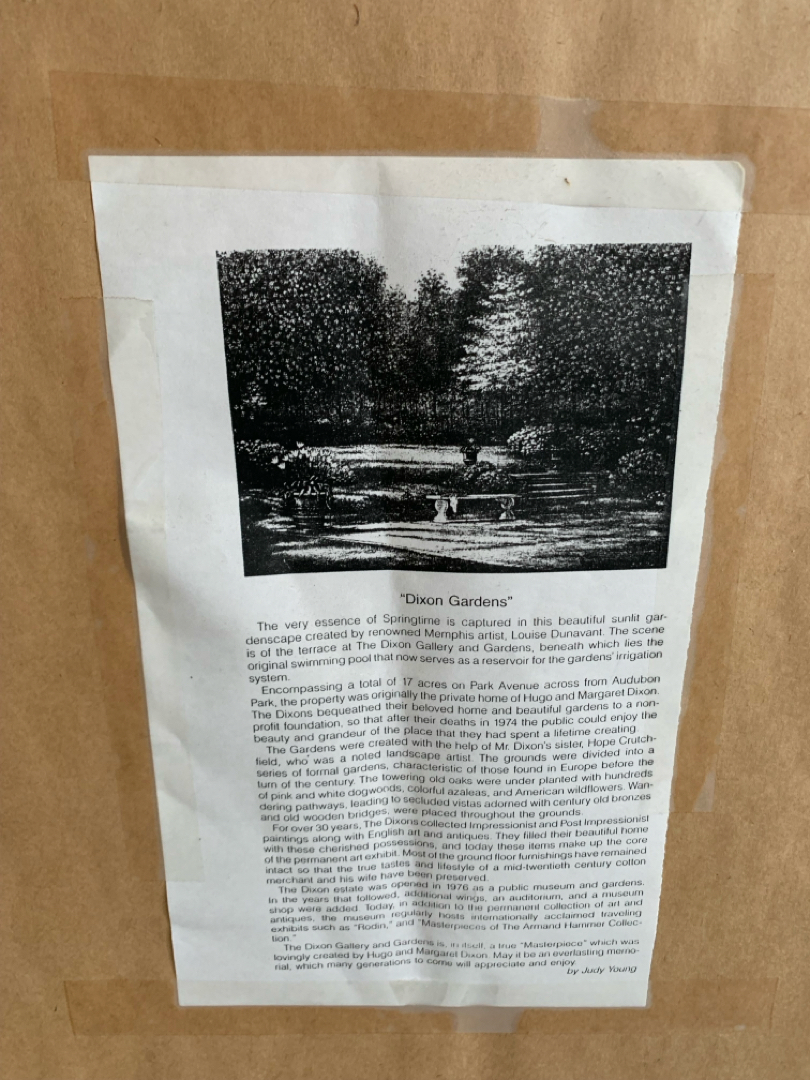 "Dixon Gardens"
The very essence of Springtime is captured in this beautiful sunlit gar-
denscape created by renowned Memphis artist, Louise Dunavant. The scene
is of the terrace at The Dixon Gallery and Gardens, beneath which lies the
original swimming pool that now serves as a reservoir for the gardens' irrigation
system.
Encompassing a total of 17 acres on Park Avenue across from Audubon
Park, the property was originally the private home of Hugo and Margaret Dixon.
The Dixons bequeathed their beloved home and beautiful gardens to a non-
profit foundation, so that after their deaths in 1974 the public could enjoy the
beauty and grandeur of the place that they had spent a lifetime creating.
The Gardens were created with the help of Mr. Dixon's sister, Hope Crutch-
field, who was a noted landscape artist. The grounds were divided into a
series of formal gardens, characteristic of those found in Europe before the
turn of the century. The towering old oaks were under planted with hundreds
of pink and white dogwoods, colorful azaleas, and American wildflowers. Wan-
dering pathways, leading to secluded vistas adorned with century old bronzes
and old wooden bridges, were placed throughout the grounds.
For over 30 years, The Dixons collected Impressionist and Post Impressionist
paintings along with English art and antiques. They filled their beautiful home
with these cherished possessions, and today these items make up the core
of the permanent art exhibit. Most of the ground floor furnishings have remained
intact so that the true tastes and lifestyle of a mid-twentieth century cotton
merchant and his wife have been preserved.
The Dixon estate was opened in 1976 as a public museum and gardens.
In the years that followed, additional wings, an auditorium, and a museum
shop were added. Today, in addition to the permanent collection of art and
antiques, the museum regularly hosts internationally acclaimed traveling
exhibits such as "Rodin," and "Masterpieces of The Armand Hammer Collec-
tion."
The Dixon Gallery and Gardens is, in itself, a true "Masterpiece" which was
lovingly created by Hugo and Margaret Dixon. May it be an everlasting memo-
rial, which many generations to come will appreciate and enjoy.
by Judy Young